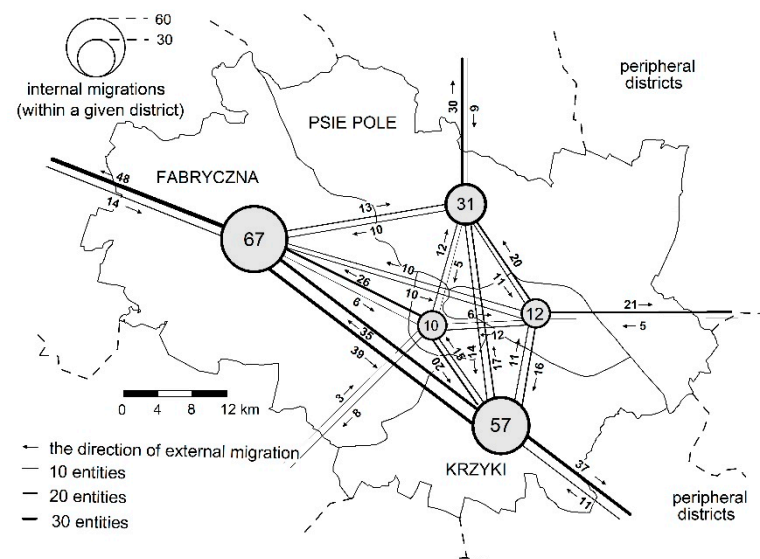 60
30
internal migrations
(within a given district)
peripheral
districts
PSIE POLE
FABRYCZNA
30
9
48
14
13
10
31
67
12
5
20
11
10
10
26
6
10
6
12
12
21
5
35
39
18
20
14
17
11
16
3
8
57
KRZYKI
37
11
0 4 8 12 km
the direction of external migration
10 entities
20 entities
30 entities
peripheral
districts